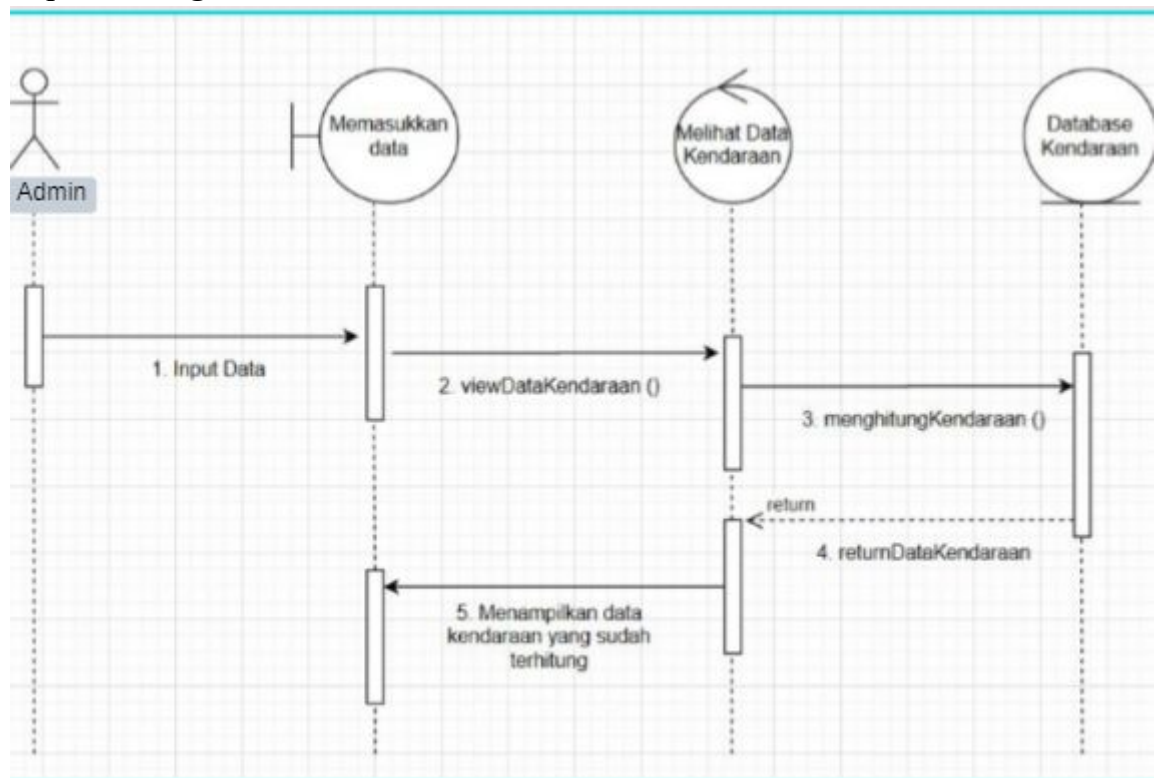 Memasukkan
data
Melihat Data
Kendaraan
Database
Kendaraan
Admin
1. Input Data
2. viewDataKendaraan ()
3. menghitungKendaraan ()
return
4. returnDataKendaraan
5. Menampilkan data
kendaraan yang sudah
terhitung